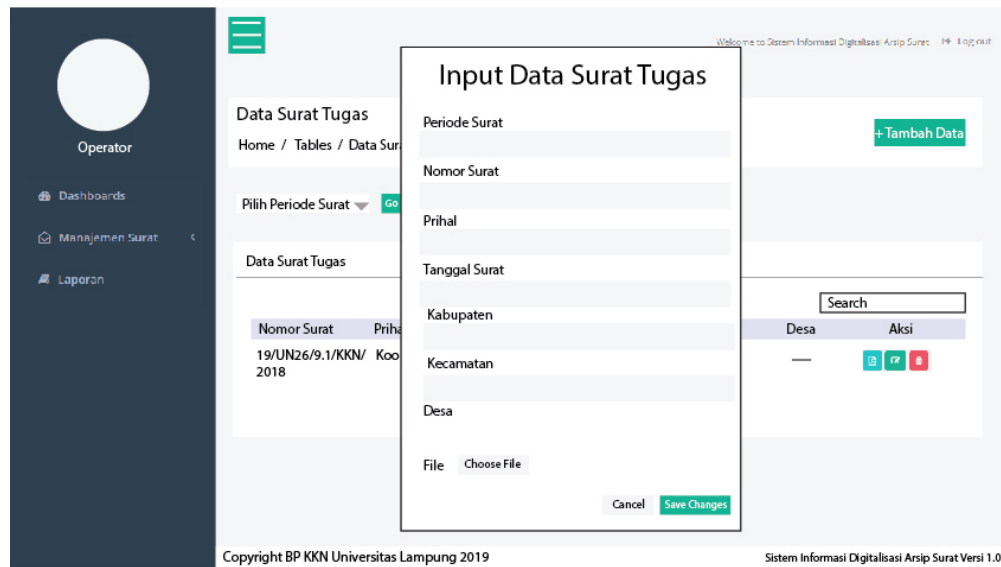 Welcome to Sistem Informasi Digitalisasi Arsip Surat Log out
Operator
Dashboards
Manajemen Surat
Laporan
Data Surat Tugas
Home / Tables / Data Sur
+Tambah Data
Pilih Periode Surat Go
Data Surat Tugas
Search
Nomor Surat Priha Desa Aksi
19/UN26/9.1/KKN/ Koo —
2018
Input Data Surat Tugas
Periode Surat
Nomor Surat
Prihal
Tanggal Surat
Kabupaten
Kecamatan
Desa
File Choose File
Cancel Save Changes
Copyright BP KKN Universitas Lampung 2019
Sistem Informasi Digitalisasi Arsip Surat Versi 1.0